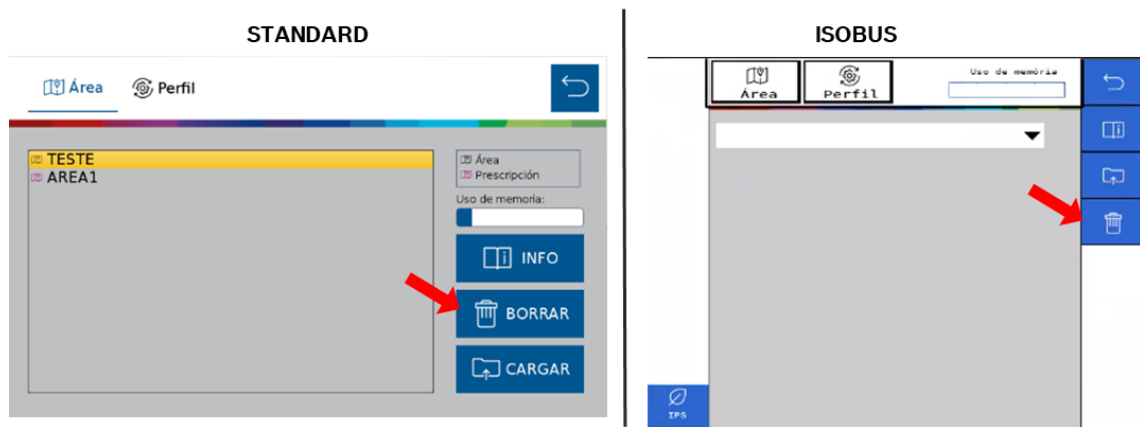 STANDARD
Área
Perfil
TESTE
AREA1
Área
Prescripción
Uso de memoria:
INFO
BORRAR
CARGAR
ISOBUS
Área
Perfil
Uso de memória
IPS